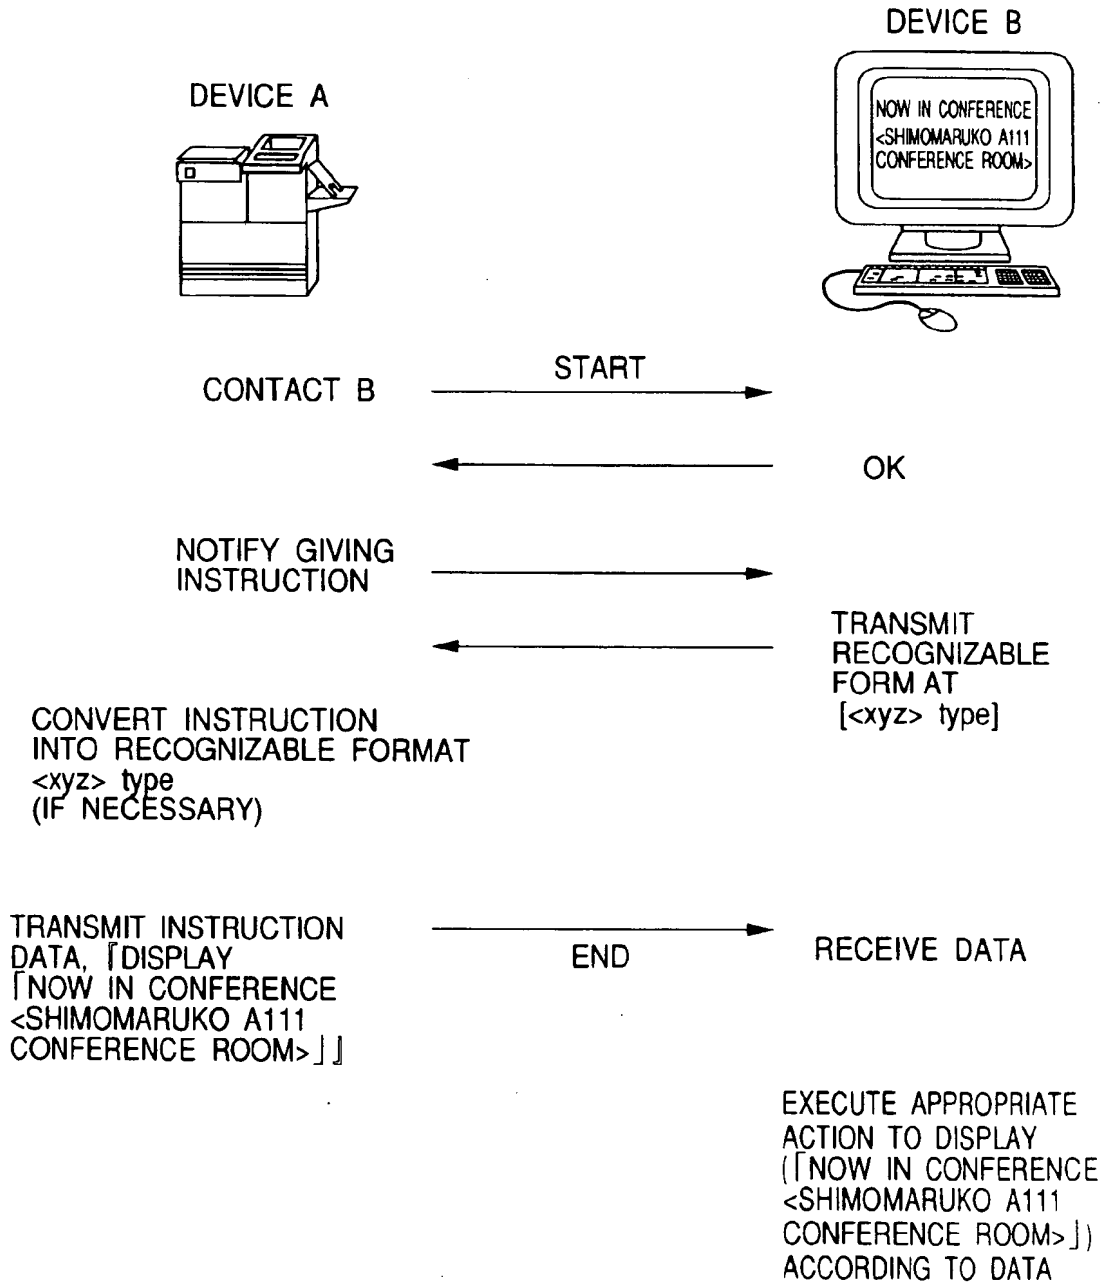 DEVICE B
DEVICE A
NOW IN CONFERENCE
<SHIMOMARUKO A111
CONFERENCE ROOM>
CONTACT B
START
OK
NOTIFY GIVING
INSTRUCTION
TRANSMIT
RECOGNIZABLE
FORM AT
[<xyz> type]
CONVERT INSTRUCTION
INTO RECOGNIZABLE FORMAT
<xyz> type
(IF NECESSARY)
TRANSMIT INSTRUCTION
DATA, 『DISPLAY
「NOW IN CONFERENCE
<SHIMOMARUKO A111
CONFERENCE ROOM>」』
END
RECEIVE DATA
EXECUTE APPROPRIATE
ACTION TO DISPLAY
(「NOW IN CONFERENCE
<SHIMOMARUKO A111
CONFERENCE ROOM>」)
ACCORDING TO DATA